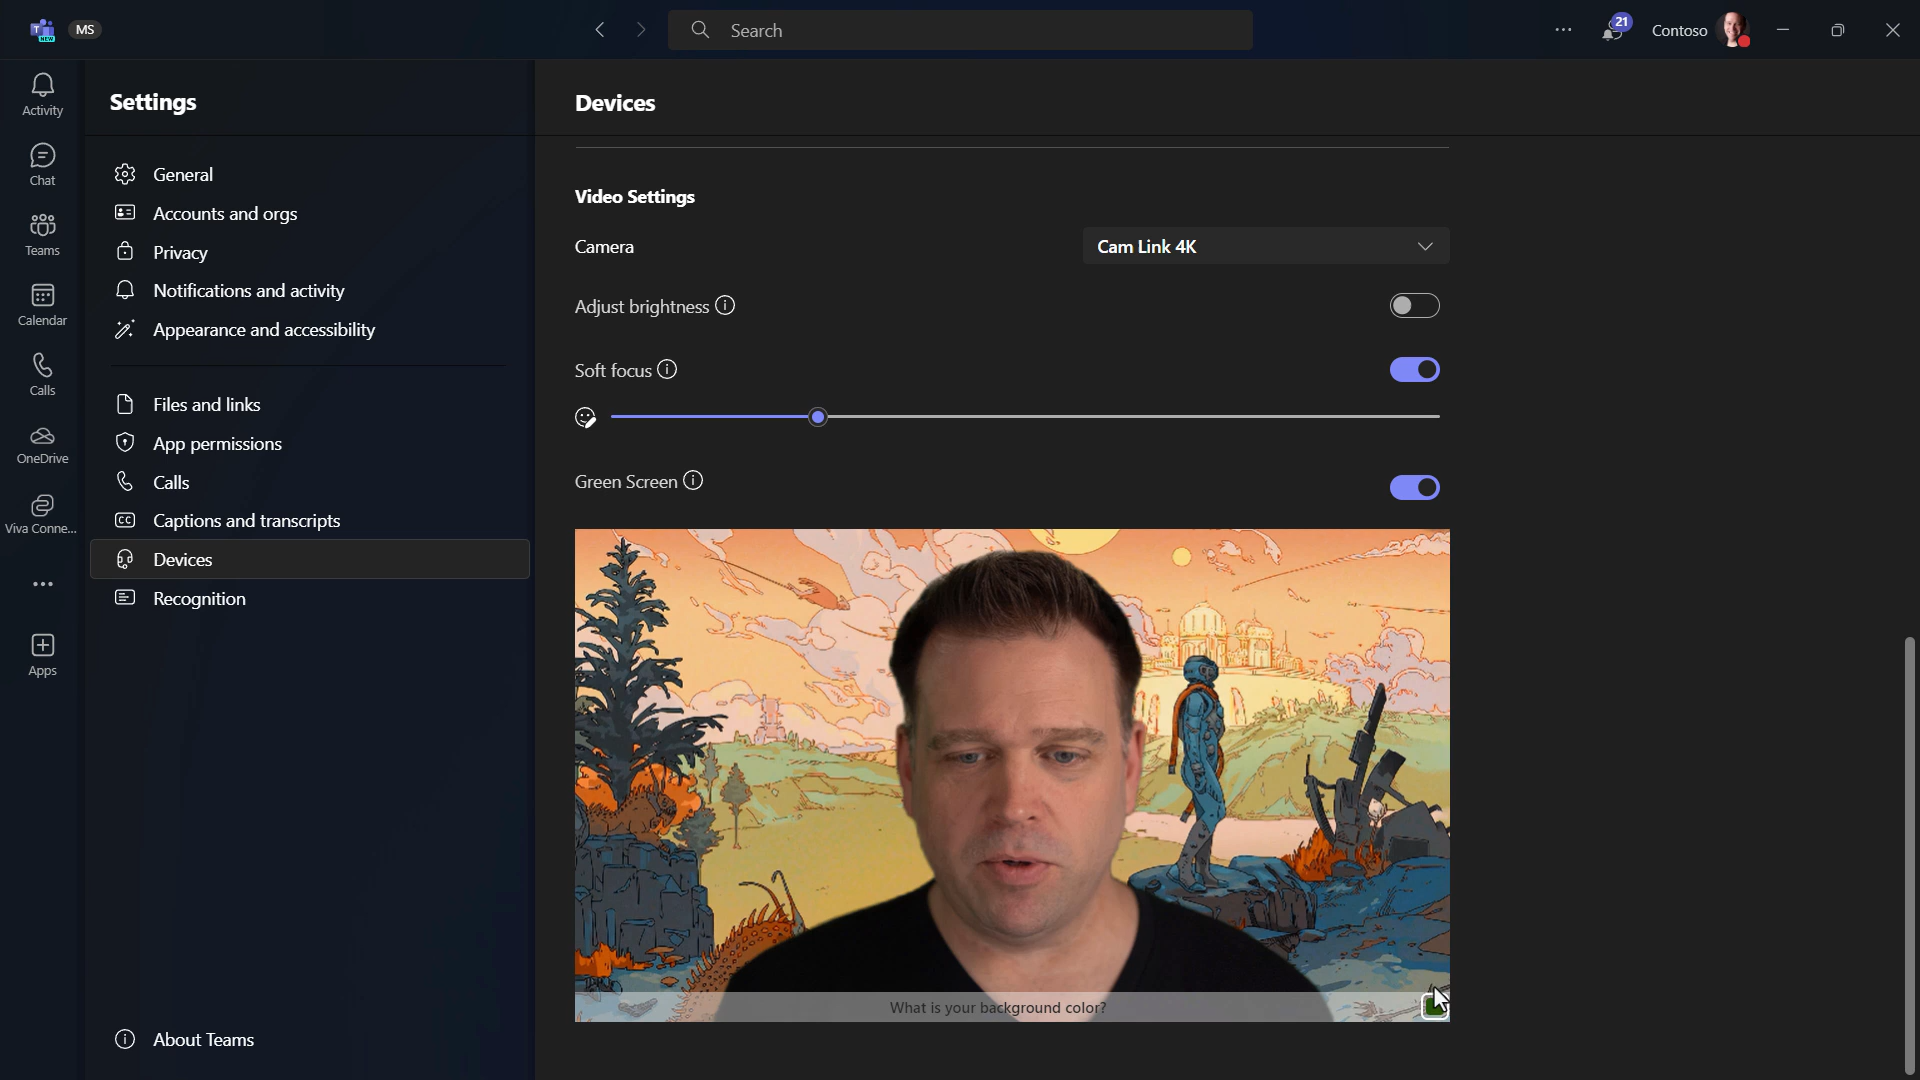 T
NEW
MS
Search
21
Contoso
Activity
Chat
Teams
Calendar
Calls
OneDrive
Viva Conne...
Apps
Settings
General
Accounts and orgs
Privacy
Notifications and activity
Appearance and accessibility
Files and links
App permissions
Calls
CC
Captions and transcripts
Devices
Recognition
About Teams
Devices
Video Settings
Camera
Cam Link 4K
Adjust brightness
Soft focus
Green Screen
What is your background color?